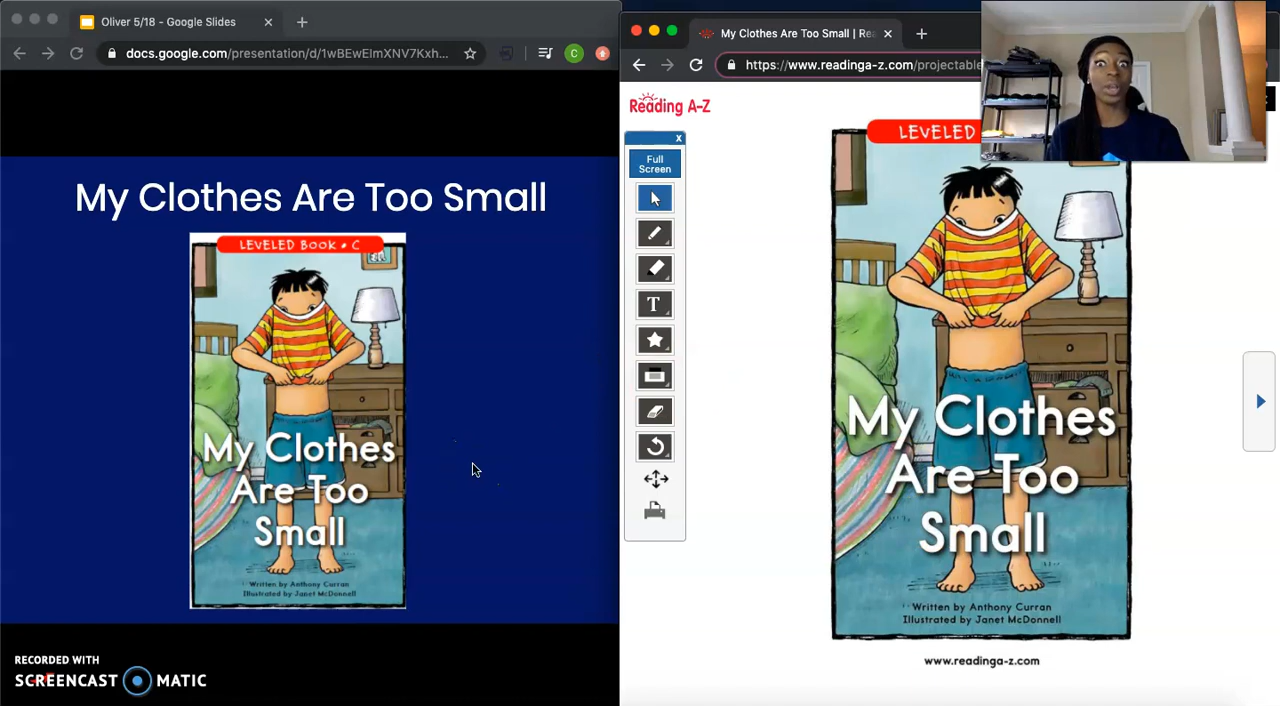 Oliver 5/18 - Google Slides
docs.google.com/presentation/d/1wBEwElmXNV7Kxh...
C
My Clothes Are Too Small
LEVELED BOOK • C
My Clothes
Are Too
Small
Written by Anthony Curran
Illustrated by Janet McDonnell
RECORDED WITH
SCREENCAST MATIC
My Clothes Are Too Small | Rea
https://www.readinga-z.com/projectable
Reading A-Z
x
Full
Screen
T
LEVELED
My Clothes
Are Too
Small
Written by Anthony Curran
Illustrated by Janet McDonnell
www.readinga-z.com